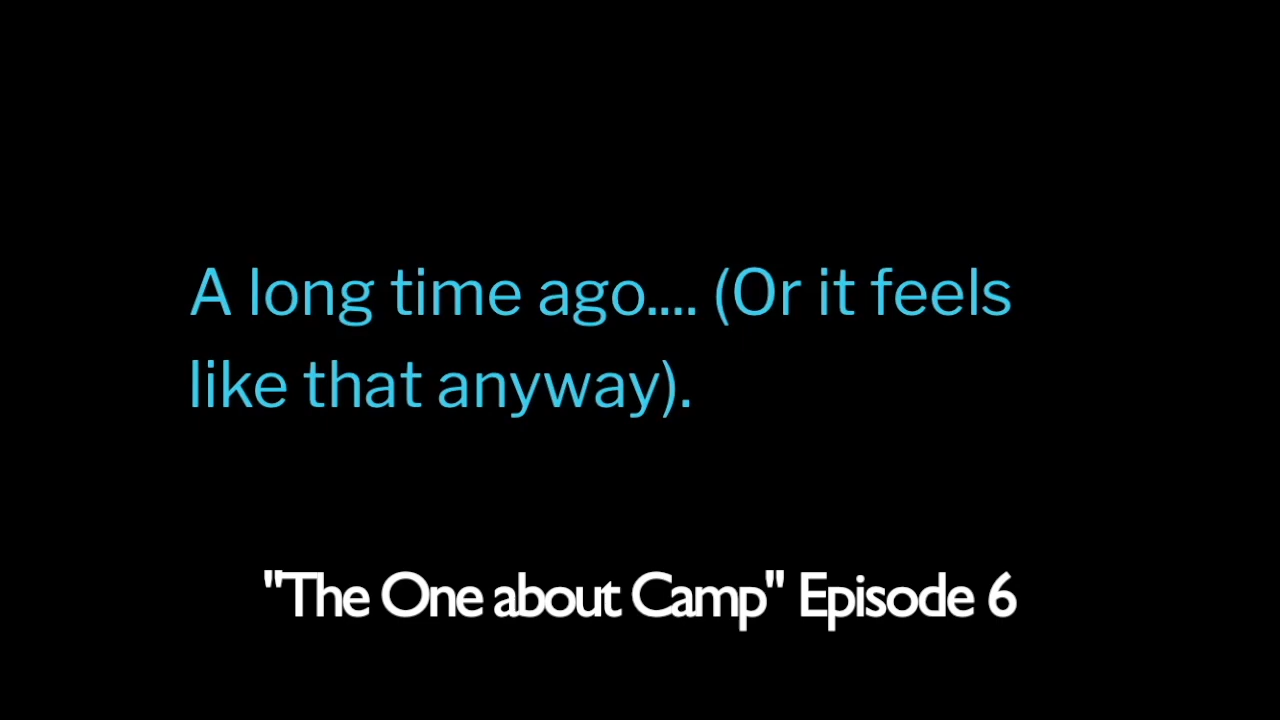 A long time ago.... (Or it feels
like that anyway).
"The One about Camp" Episode 6